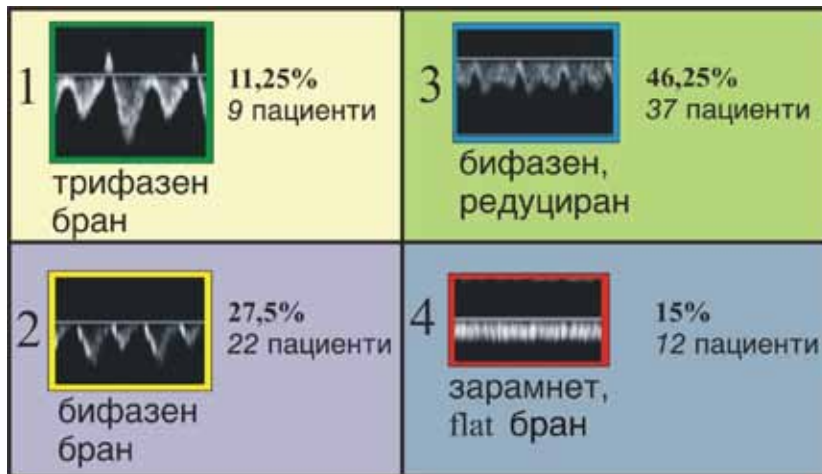 1
11,25%
9 пациенти
трифазен
бран
2
27,5%
22 пациенти
бифазен
бран
3
46,25%
37 пациенти
бифазен,
редуциран
4
15%
12 пациенти
зарамнет,
flat бран